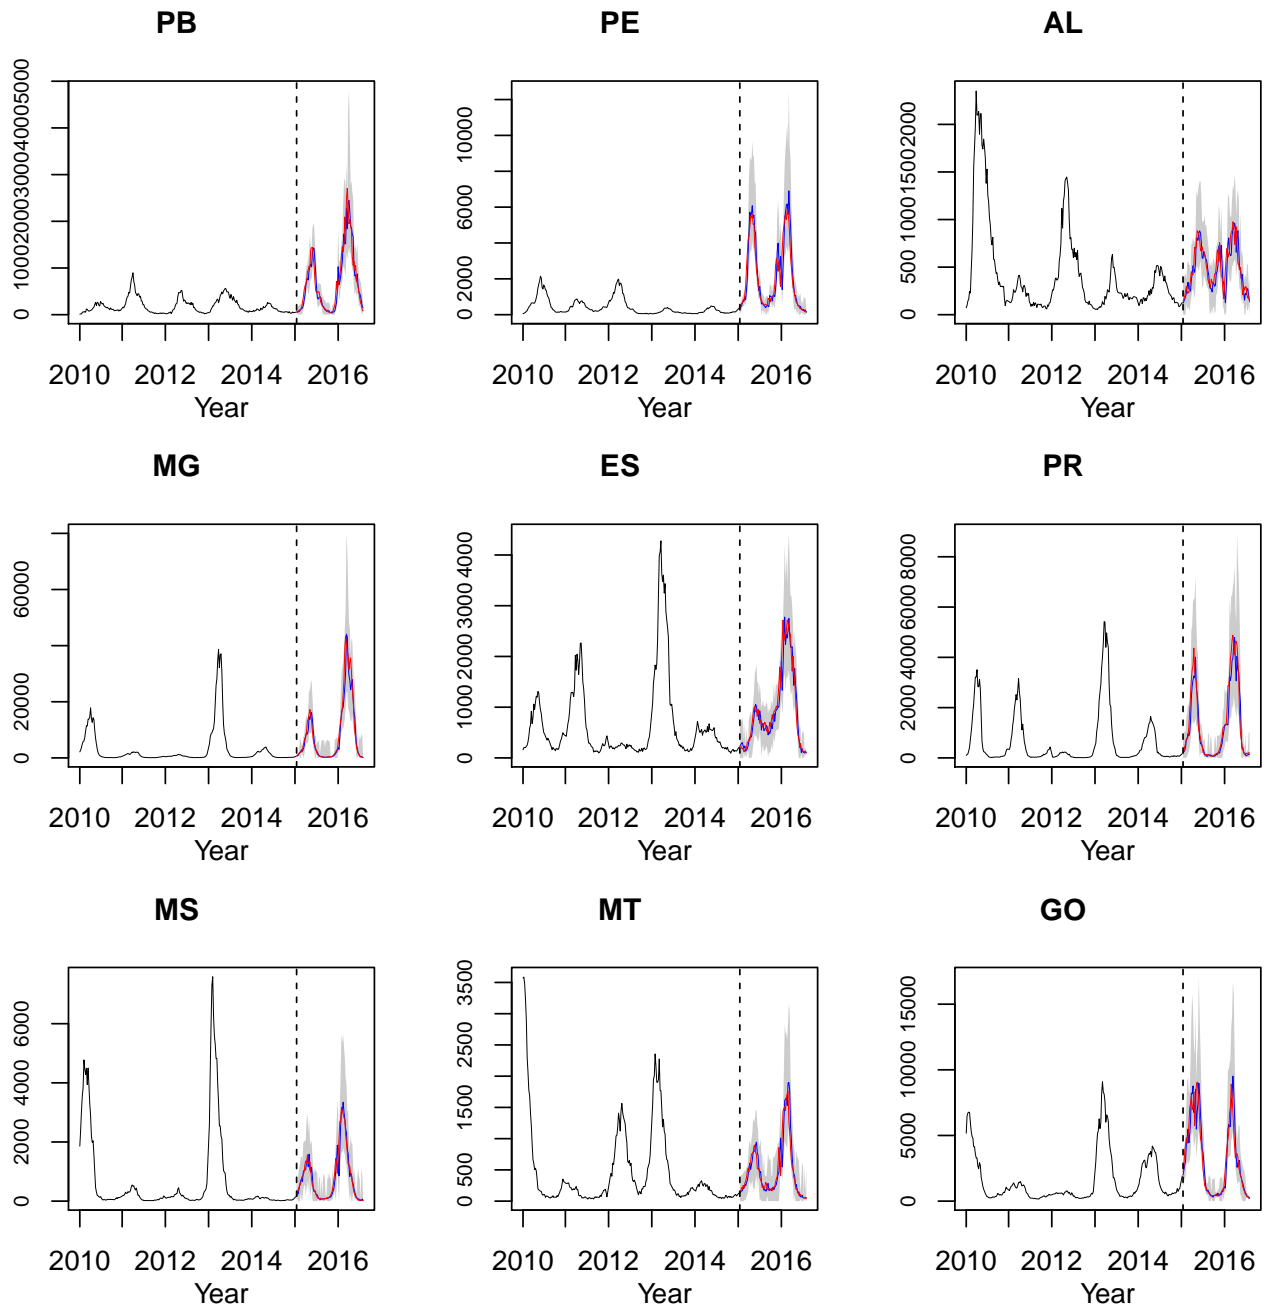 PB
0 1000 2000 3000 4000 5000
2010 2012 2014 2016
Year
PE
0 2000 6000 10000
2010 2012 2014 2016
Year
AL
0 500 1000 1500 2000
2010 2012 2014 2016
Year
MG
0 20000 60000
2010 2012 2014 2016
Year
ES
0 1000 2000 3000 4000
2010 2012 2014 2016
Year
PR
0 2000 4000 6000 8000
2010 2012 2014 2016
Year
MS
0 2000 4000 6000
2010 2012 2014 2016
Year
MT
0 500 1500 2500 3500
2010 2012 2014 2016
Year
GO
0 5000 10000 15000
2010 2012 2014 2016
Year